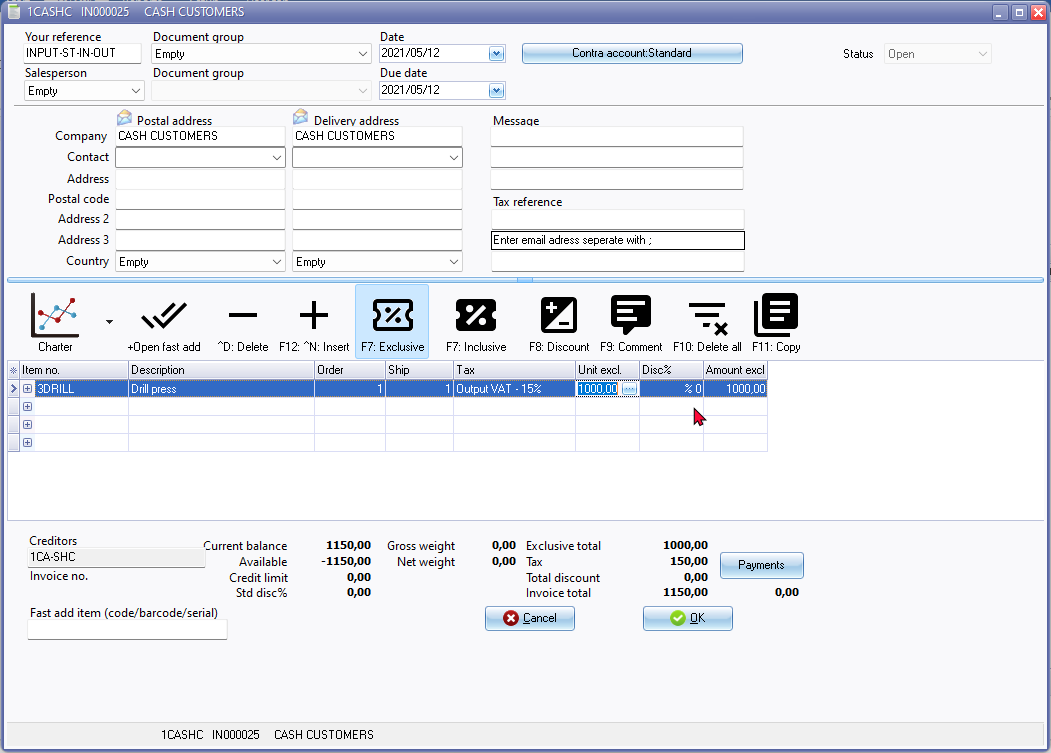 1CASHC IN000025 CASH CUSTOMERS
Your reference Document group Date
INPUT-ST-IN-OUT Empty 2021/05/12 Contra account:Standard Status Open
Salesperson Document group Due date
Empty 2021/05/12
Postal address Delivery address Message
Company CASH CUSTOMERS CASH CUSTOMERS
Contact
Address
Postal code Tax reference
Address 2
Address 3 Enter email adress seperate with ;
Country Empty Empty
Charter +Open fast add ^D: Delete F12: ^N: Insert F7: Exclusive F7: Inclusive F8: Discount F9: Comment F10: Delete all F11: Copy
Item no. Description Order Ship Tax Unit excl. Disc% Amount excl
3DRILL Drill press 1 1 Output VAT - 15% 1000,00 % 0 1000,00
Creditors Current balance 1150,00 Gross weight 0,00 Exclusive total 1000,00
1CA-SHC Available -1150,00 Net weight 0,00 Tax 150,00 Payments
Invoice no. Credit limit 0,00 Total discount 0,00
Std disc% 0,00 Invoice total 1150,00 0,00
Fast add item (code/barcode/serial) Cancel OK
1CASHC IN000025 CASH CUSTOMERS